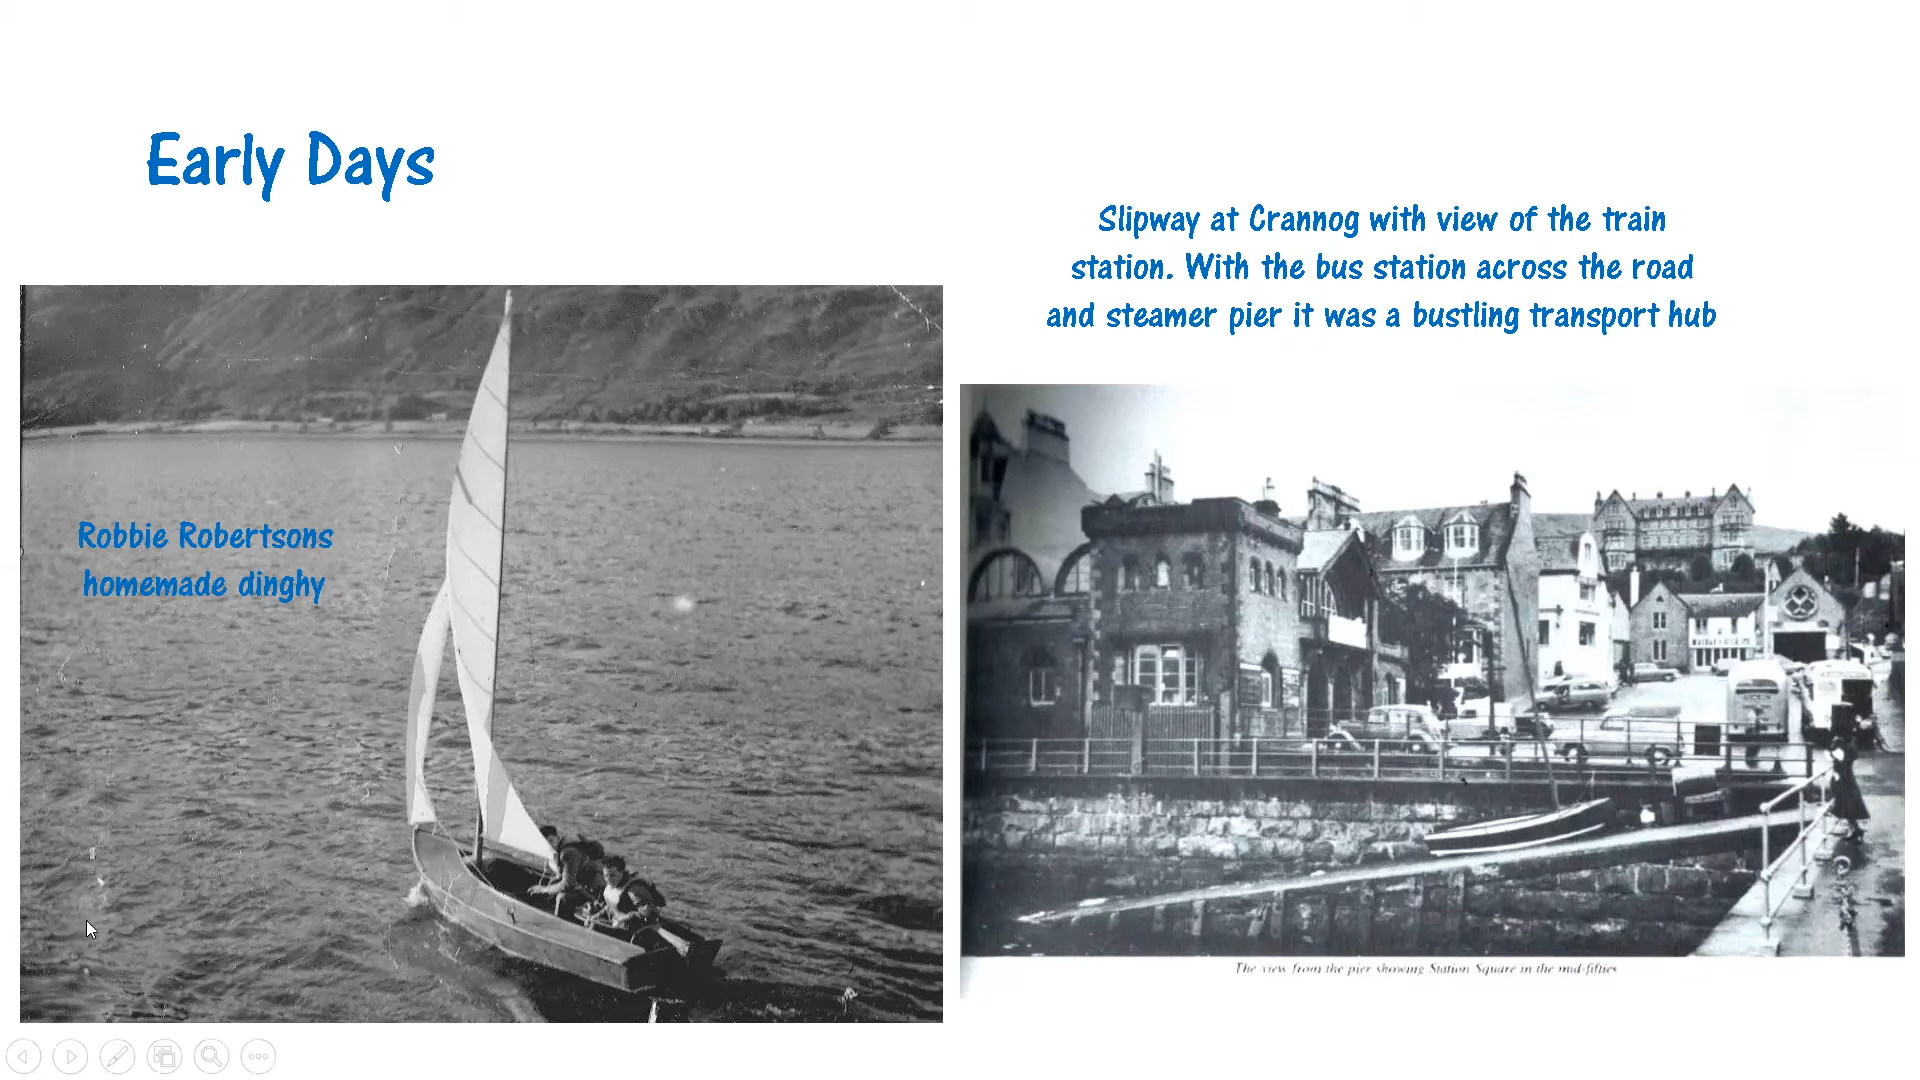 Early Days
Slipway at Crannog with view of the train
station. With the bus station across the road
and steamer pier it was a bustling transport hub
Robbie Robertsons
homemade dinghy
The view from the pier showing Station Square in the mid-fifties